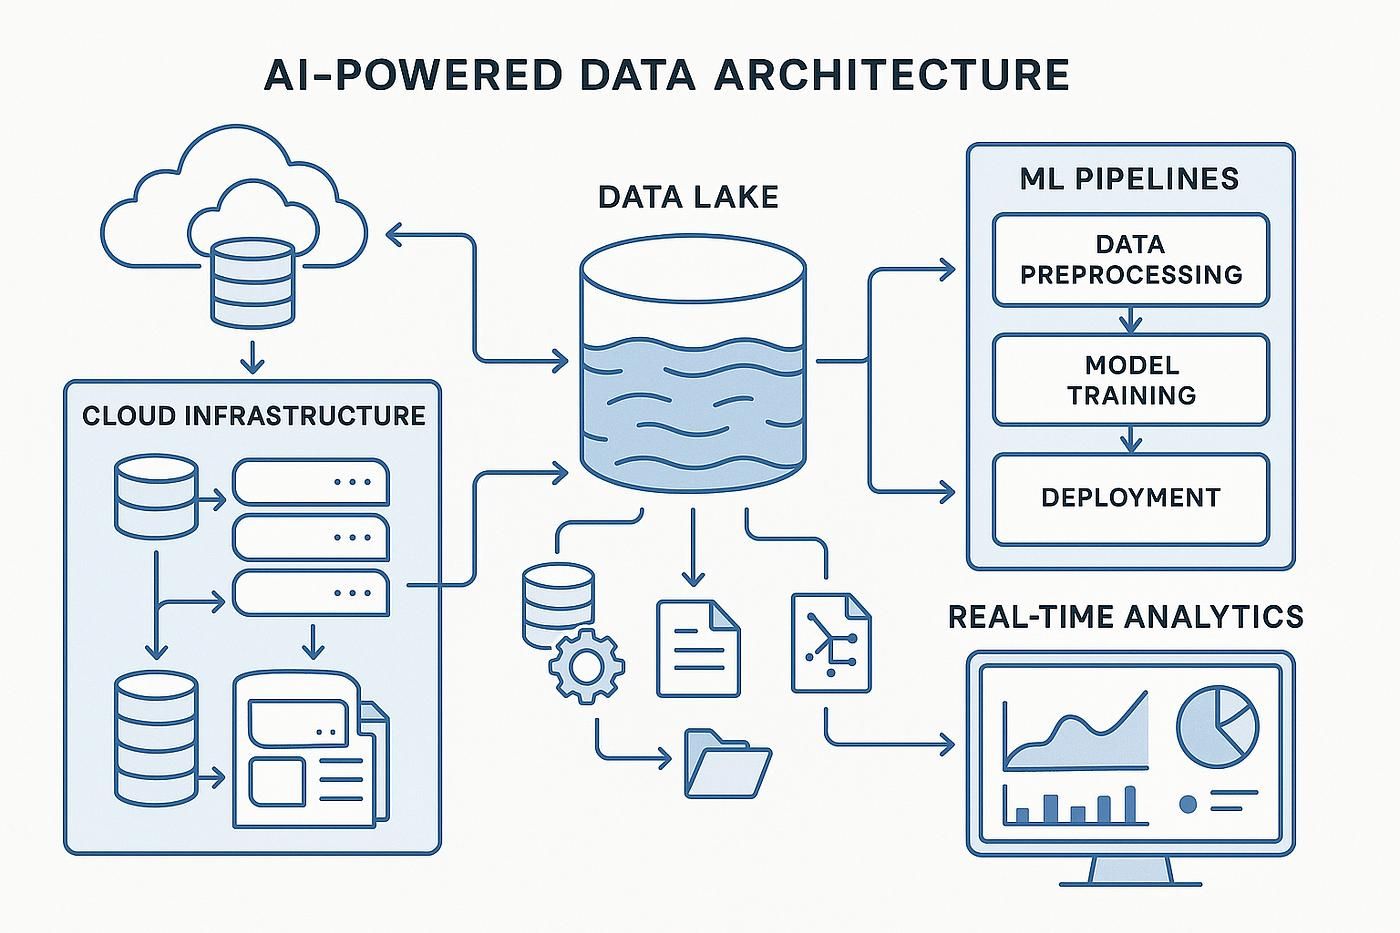 AI-POWERED DATA ARCHITECTURE
DATA LAKE
CLOUD INFRASTRUCTURE
ML PIPELINES
DATA
PREPROCESSING
MODEL
TRAINING
DEPLOYMENT
REAL-TIME ANALYTICS